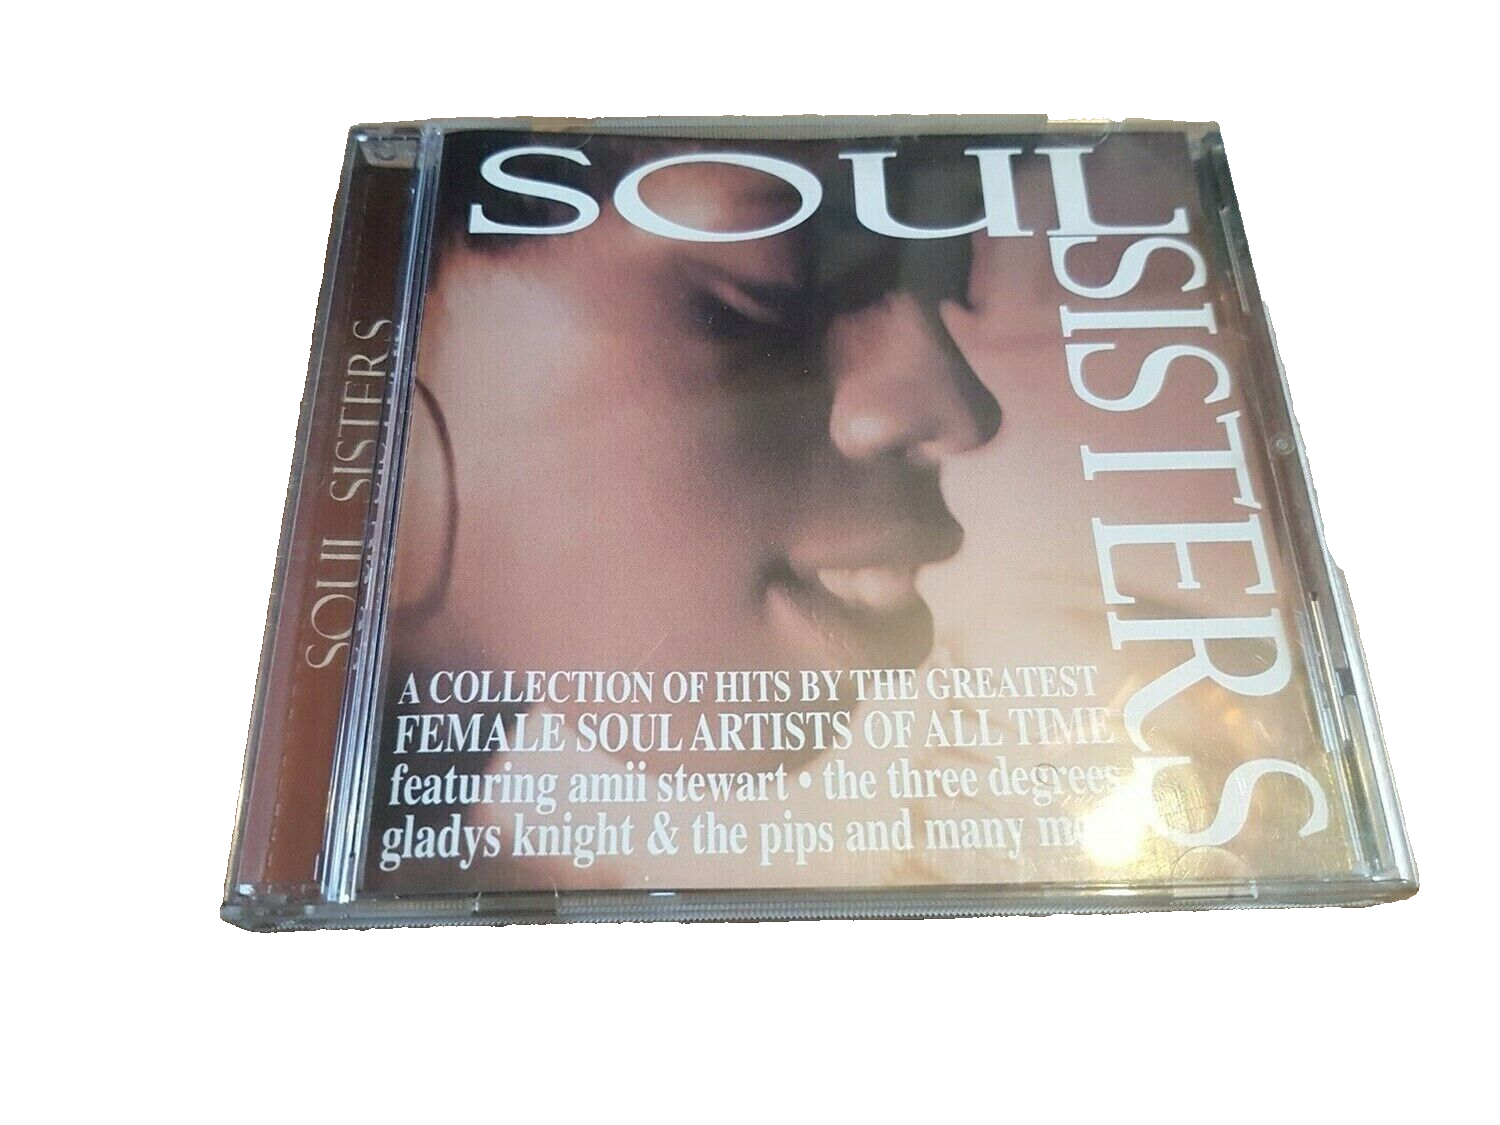 SOUL
SISTERS
SOUL SISTERS
A COLLECTION OF HITS BY THE GREATEST
FEMALE SOUL ARTISTS OF ALL TIME
featuring amii stewart • the three degrees
gladys knight & the pips and many